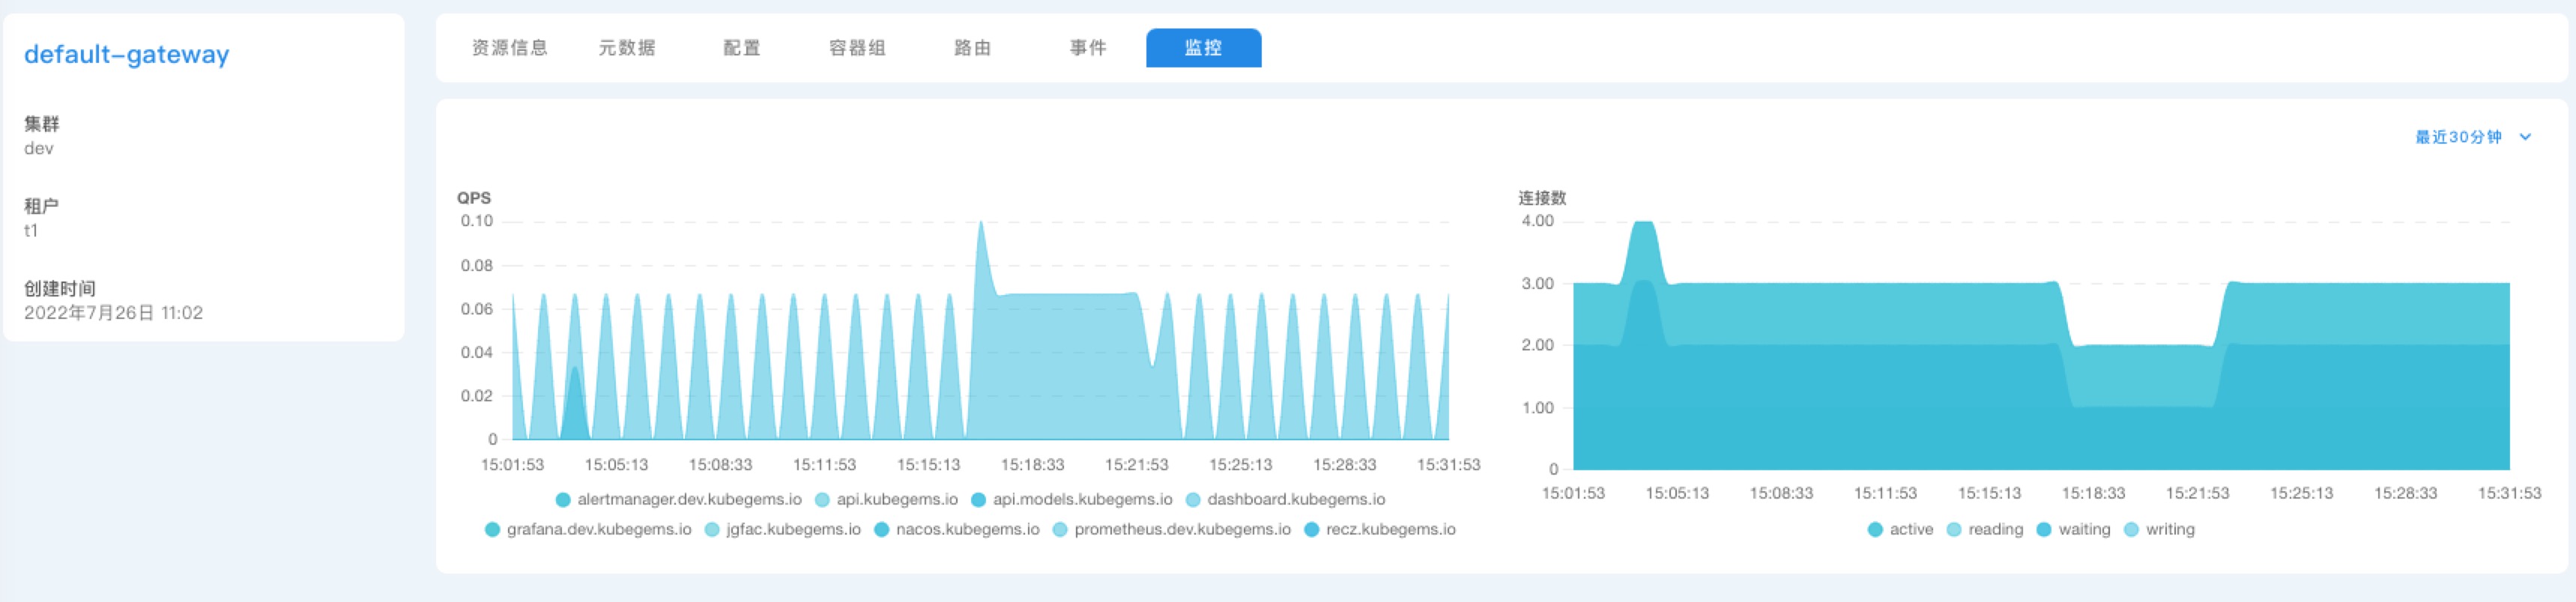 default-gateway
集群
dev
租户
t1
创建时间
2022年7月26日 11:02
资源信息 元数据 配置 容器组 路由 事件 监控
最近30分钟
QPS
0.10
0.08
0.06
0.04
0.02
0
15:01:53 15:05:13 15:08:33 15:11:53 15:15:13 15:18:33 15:21:53 15:25:13 15:28:33 15:31:53
alertmanager.dev.kubegems.io api.kubegems.io api.models.kubegems.io dashboard.kubegems.io
grafana.dev.kubegems.io jgfac.kubegems.io nacos.kubegems.io prometheus.dev.kubegems.io recz.kubegems.io
连接数
4.00
3.00
2.00
1.00
0
15:01:53 15:05:13 15:08:33 15:11:53 15:15:13 15:18:33 15:21:53 15:25:13 15:28:33 15:31:53
active reading waiting writing